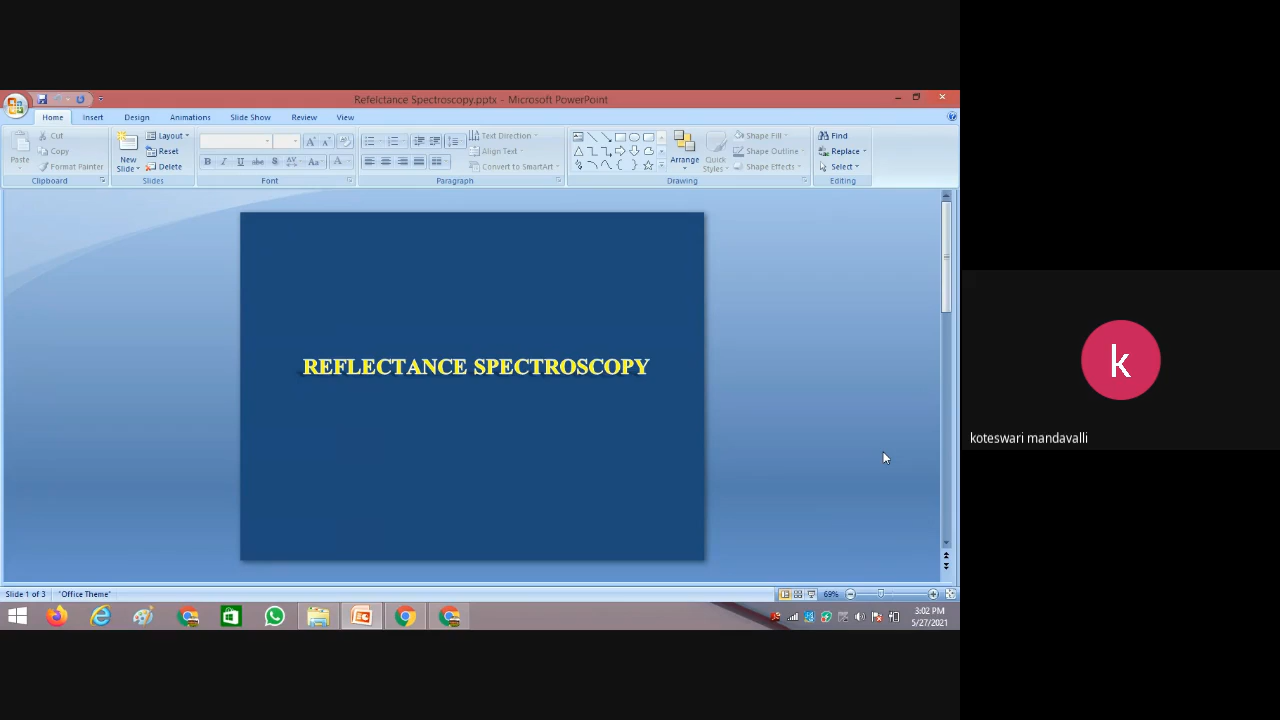 Refelctance Spectroscopy.pptx - Microsoft PowerPoint
Home Insert Design Animations Slide Show Review View
Paste
Cut
Copy
Format Painter
Clipboard
New Slide
Layout
Reset
Delete
Slides
B I U abc S AV Aa A
Font
Text Direction
Align Text
Convert to SmartArt
Paragraph
Arrange
Quick Styles
Shape Fill
Shape Outline
Shape Effects
Drawing
Find
Replace
Select
Editing
REFLECTANCE SPECTROSCOPY
k
koteswari mandavalli
Slide 1 of 3 "Office Theme" 69%
3:02 PM
5/27/2021